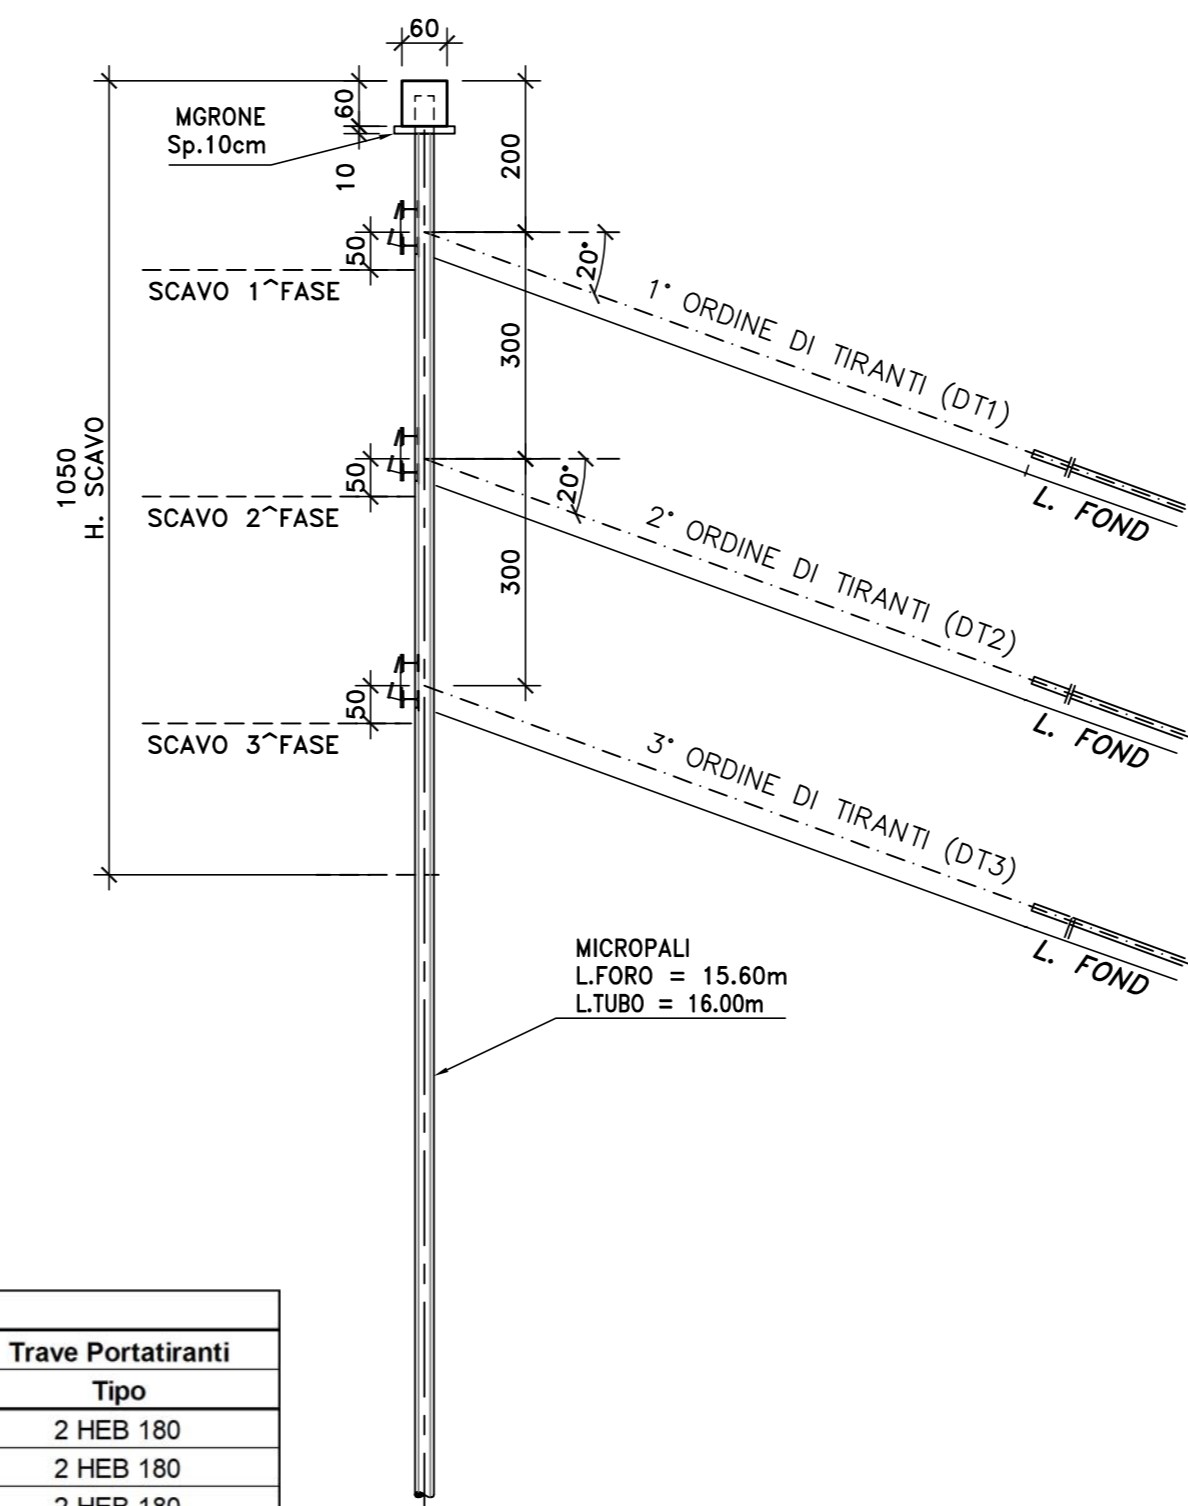 60
60
MGRONE
Sp.10cm
10
200
50
SCAVO 1^FASE
20°
1° ORDINE DI TIRANTI (DT1)
L. FOND
300
1050
H. SCAVO
50
SCAVO 2^FASE
20°
2° ORDINE DI TIRANTI (DT2)
L. FOND
300
50
SCAVO 3^FASE
3° ORDINE DI TIRANTI (DT3)
L. FOND
MICROPALI
L.FORO = 15.60m
L.TUBO = 16.00m
Trave Portatiranti
Tipo
2 HEB 180
2 HEB 180
2 HEB 180